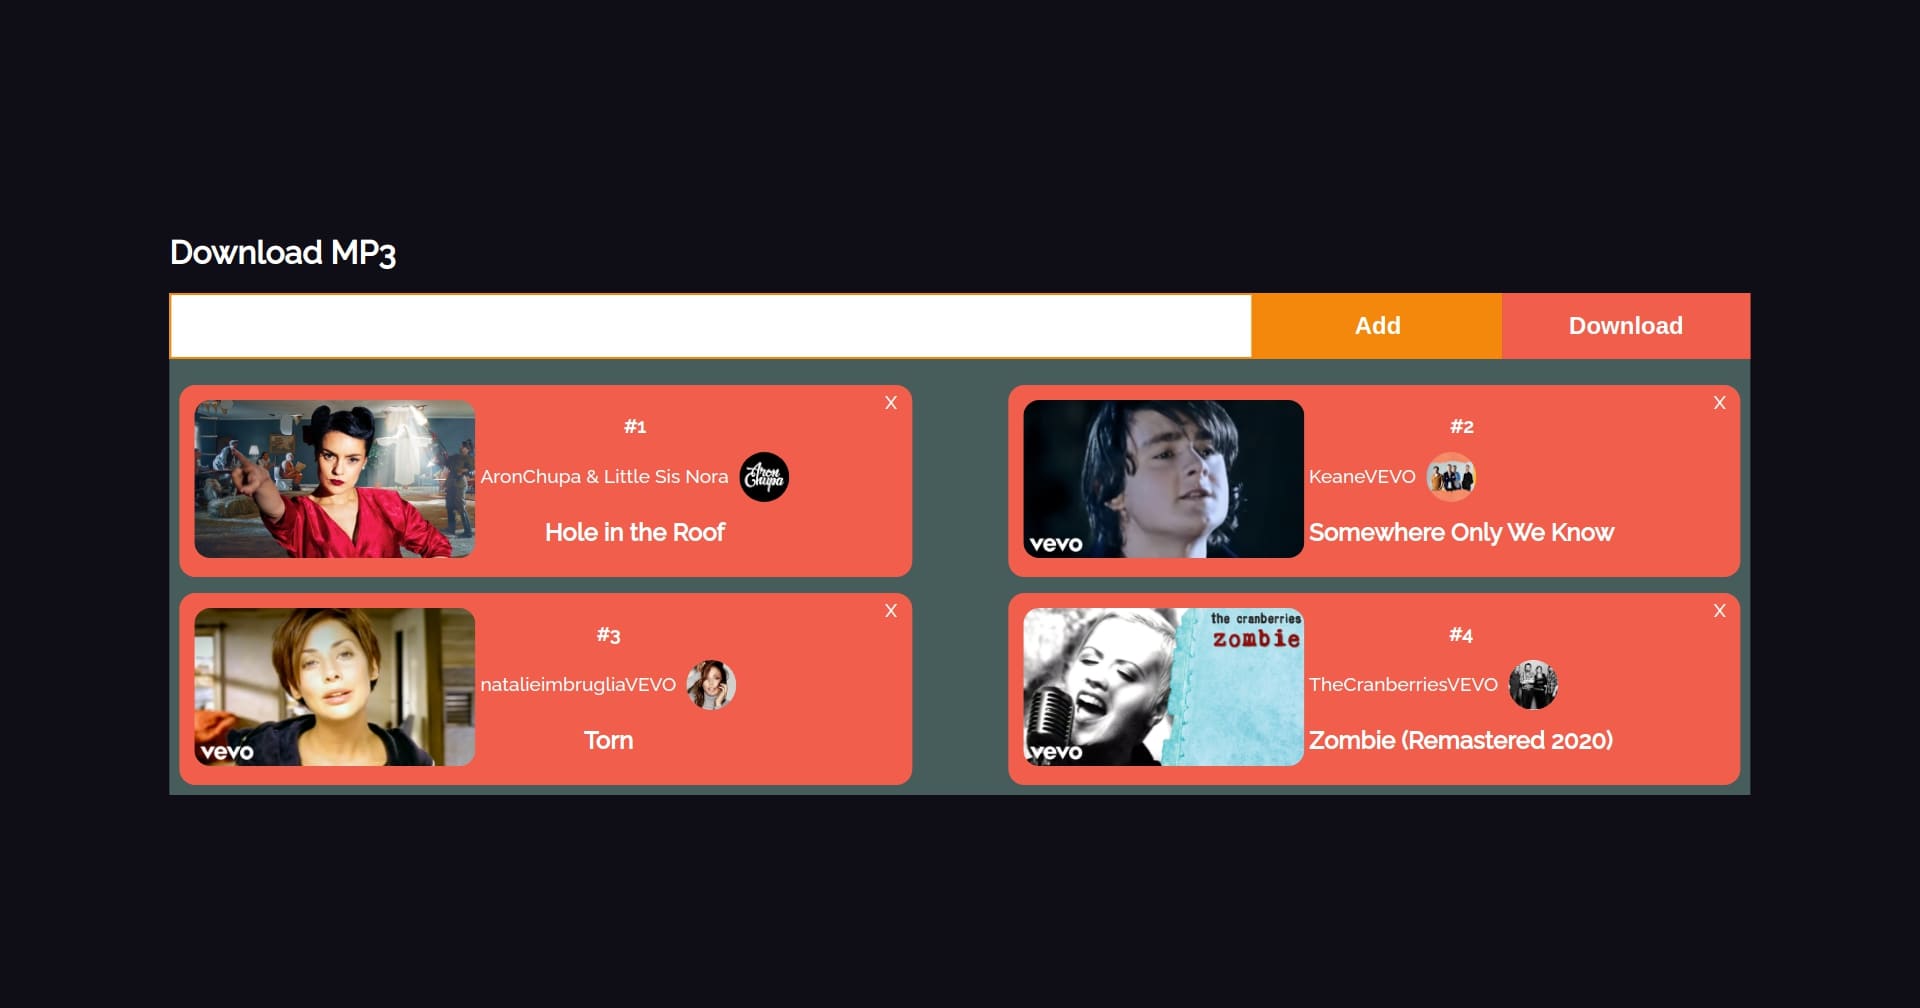 Download MP3
Add
Download
X
#1
AronChupa & Little Sis Nora
Aron
Chupa
Hole in the Roof
X
#2
KeaneVEVO
vevo
Somewhere Only We Know
X
#3
natalieimbrugliaVEVO
vevo
Torn
X
the cranberries
zombie
#4
TheCranberriesVEVO
vevo
Zombie (Remastered 2020)